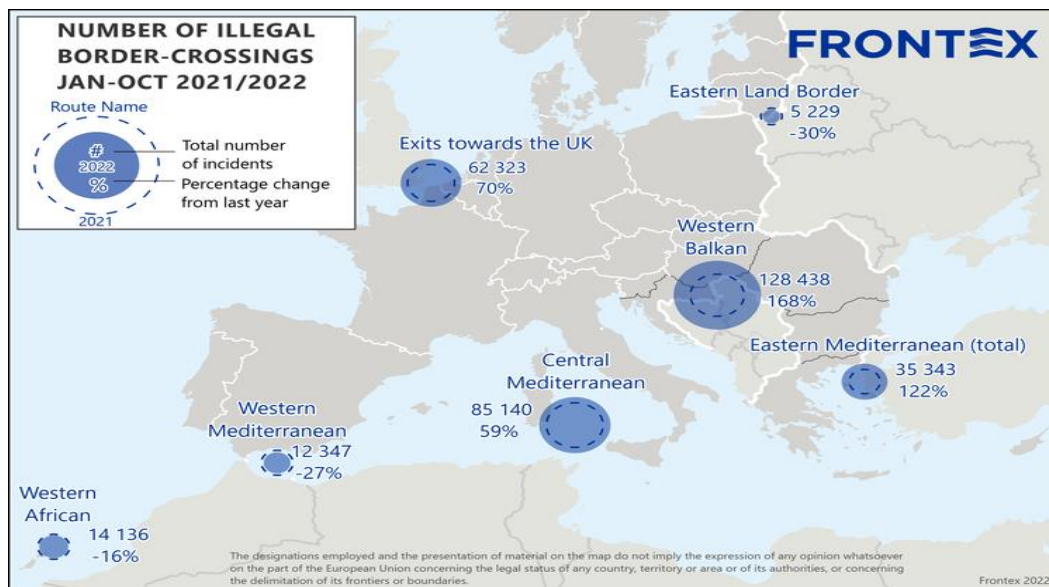 NUMBER OF ILLEGAL
BORDER-CROSSINGS
JAN-OCT 2021/2022
Route Name
#
2022
%
2021
Total number
of incidents
Percentage change
from last year
FRONTEX
Eastern Land Border
5 229
-30%
Exits towards the UK
62 323
70%
Western
Balkan
128 438
168%
Eastern Mediterranean (total)
35 343
122%
Central
Mediterranean
85 140
59%
Western
Mediterranean
12 347
-27%
Western
African
14 136
-16%
The designations employed and the presentation of material on the map do not imply the expression of any opinion whatsoever
on the part of the European Union concerning the legal status of any country, territory or area or of its authorities, or concerning
the delimitation of its frontiers or boundaries.
Frontex 2022